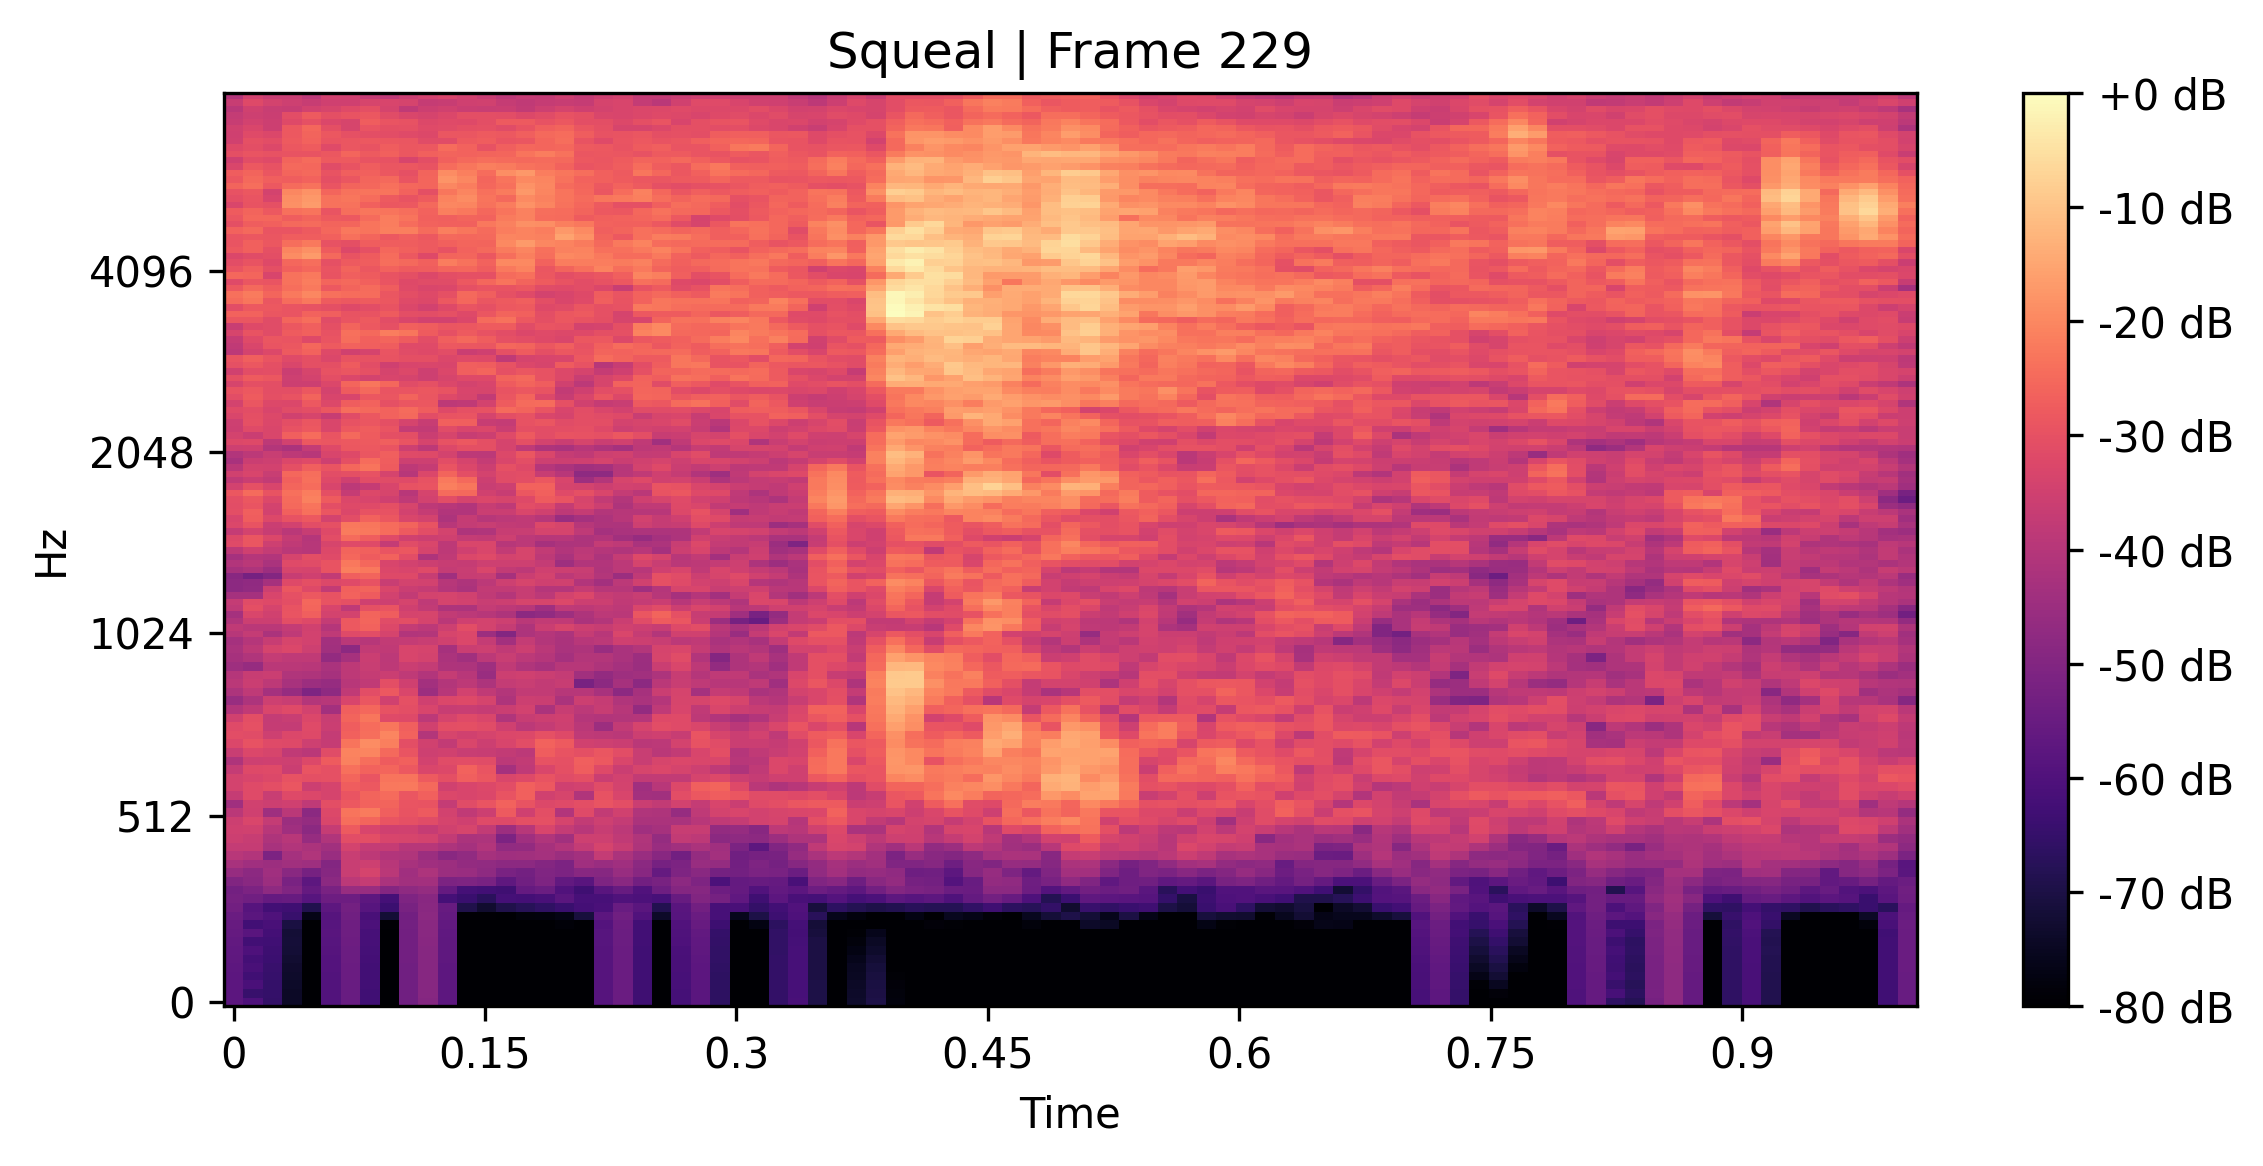 Squeal | Frame 229
Hz
4096
2048
1024
512
0
0 0.15 0.3 0.45 0.6 0.75 0.9
Time
+0 dB
-10 dB
-20 dB
-30 dB
-40 dB
-50 dB
-60 dB
-70 dB
-80 dB